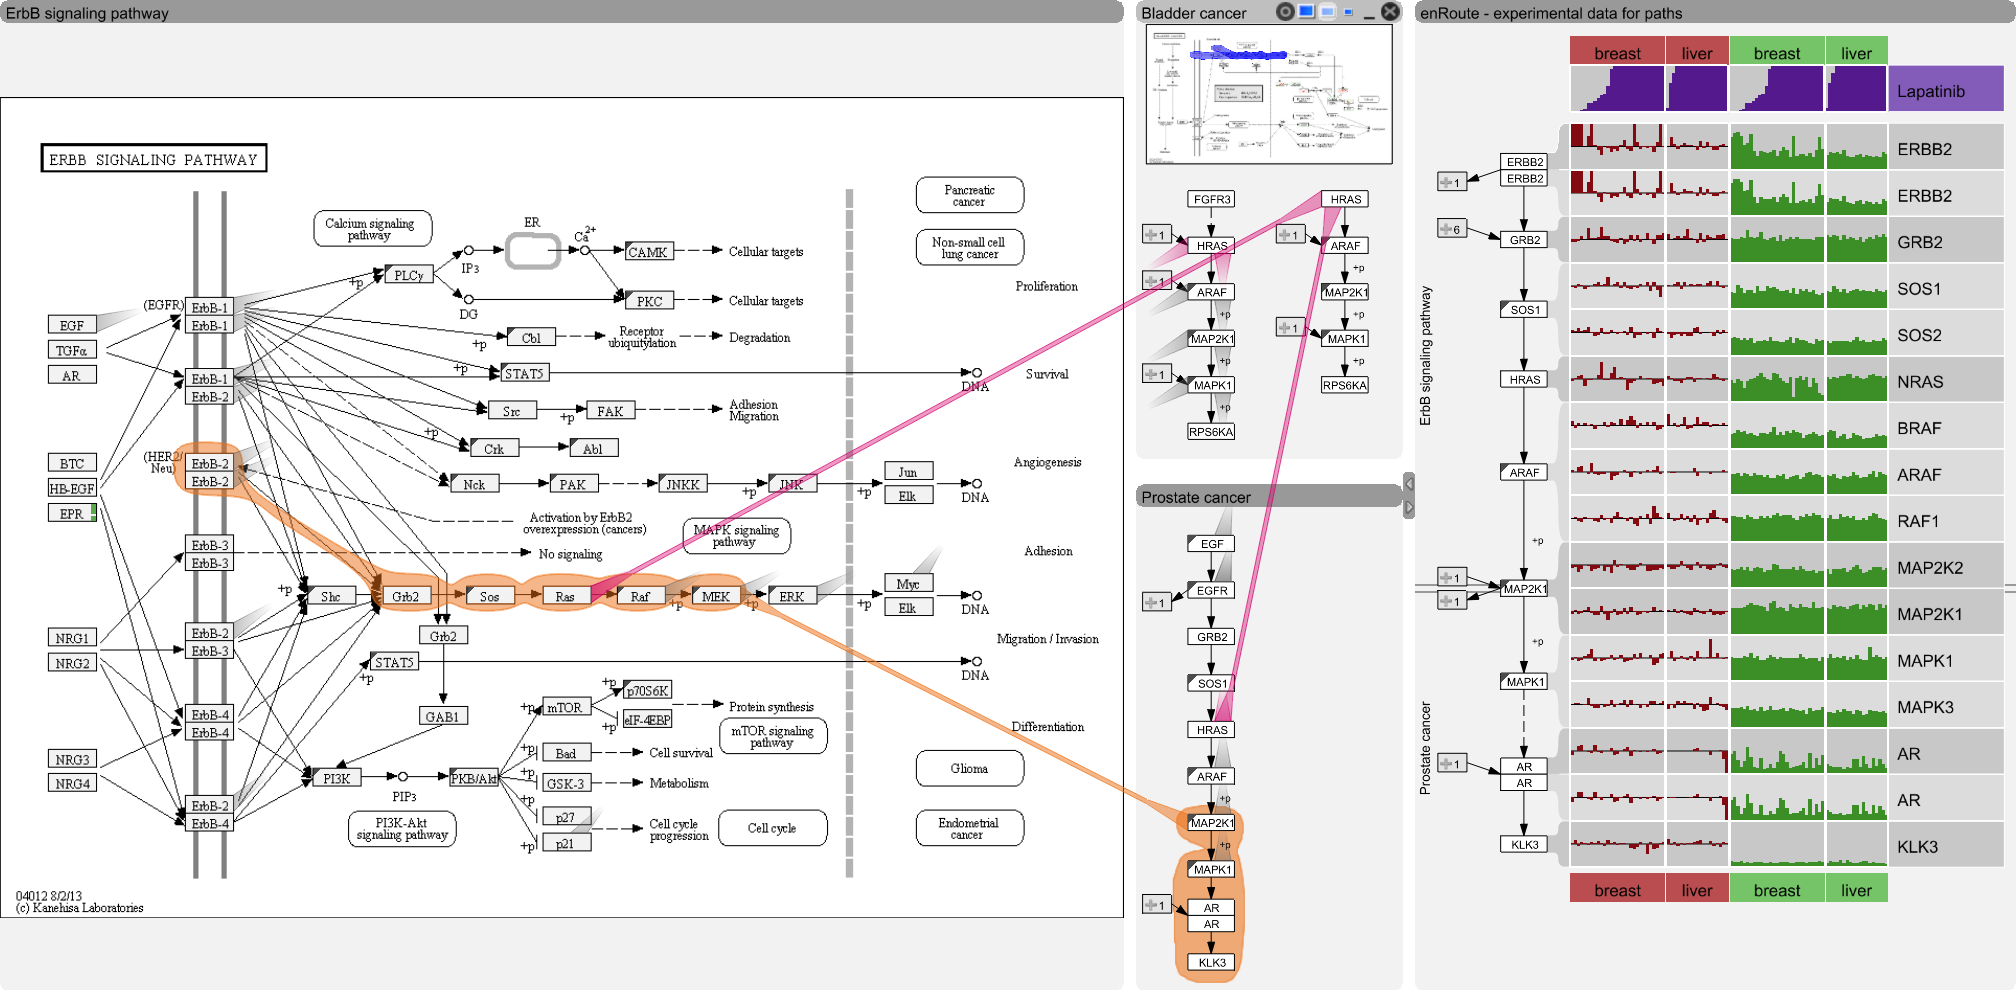 ErbB signaling pathway
ERBB SIGNALING PATHWAY
Calcium signaling
pathway
ER
Ca2+
IP3
DG
PLCγ
+p
CAMK
Cellular targets
PKC
Cellular targets
Pancreatic
cancer
Non-small cell
lung cancer
Proliferation
(EGFR)
ErbB-1
ErbB-1
EGF
TGFα
AR
Cbl
+p
Receptor
ubiquitylation
Degradation
+p
STAT5
DNA
Survival
ErbB-1
ErbB-2
Src
+p
FAK
Adhesion
Migration
+p
Crk
Abl
(HER2/
Neu)
ErbB-2
ErbB-2
BTC
HB-EGF
EPR
Nck
PAK
JNKK
+p
JNK
+p
Jun
Elk
DNA
Angiogenesis
Activation by ErbB2
overexpression (cancers)
MAPK signaling
pathway
ErbB-3
ErbB-3
No signaling
Adhesion
+p
Shc
Grb2
Sos
Ras
Raf
+p
MEK
+p
ERK
+p
Myc
Elk
DNA
NRG1
NRG2
ErbB-2
ErbB-3
Grb2
Migration / Invasion
STAT5
+p
DNA
ErbB-4
ErbB-4
GAB1
+p
mTOR
+p
p70S6K
+p
eIF-4EBP
Protein synthesis
mTOR signaling
pathway
Differentiation
NRG3
NRG4
PI3K
PIP3
PKB/Akt
+p
Bad
Cell survival
+p
GSK-3
Metabolism
+p
p27
+p
p21
Cell cycle
progression
Cell cycle
Glioma
Endometrial
cancer
ErbB-2
ErbB-4
PI3K-Akt
signaling pathway
04012 8/2/13
(c) Kanehisa Laboratories
Bladder cancer
FGFR3
+1
HRAS
+1
ARAF
+p
MAP2K1
+p
+1
MAPK1
+p
RPS6KA
HRAS
+1
ARAF
+p
MAP2K1
+p
+1
MAPK1
+p
RPS6KA
Prostate cancer
EGF
EGFR
+1
GRB2
SOS1
HRAS
ARAF
+p
MAP2K1
+p
MAPK1
+1
AR
AR
KLK3
enRoute - experimental data for paths
breast
liver
breast
liver
Lapatinib
ErbB signaling pathway
Prostate cancer
ERBB2
ERBB2
+1
+6
GRB2
SOS1
HRAS
ARAF
+p
+1
+1
MAP2K1
+p
MAPK1
+1
AR
AR
KLK3
ERBB2
ERBB2
GRB2
SOS1
SOS2
NRAS
BRAF
ARAF
RAF1
MAP2K2
MAP2K1
MAPK1
MAPK3
AR
AR
KLK3
breast
liver
breast
liver